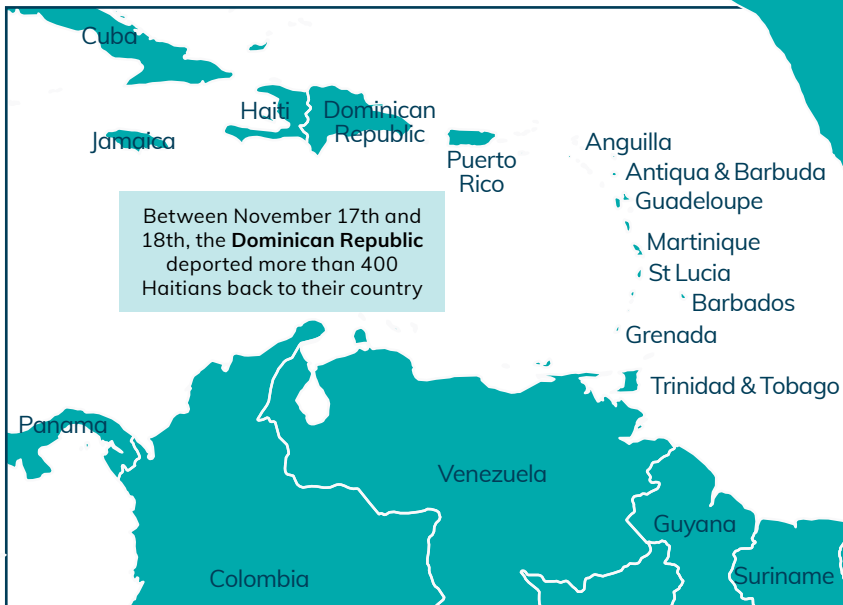 Cuba
Haiti
Dominican
Republic
Jamaica
Puerto
Rico
Anguilla
Antiqua & Barbuda
Guadeloupe
Martinique
St Lucia
Barbados
Grenada
Trinidad & Tobago
Between November 17th and
18th, the Dominican Republic
deported more than 400
Haitians back to their country
Panama
Venezuela
Guyana
Colombia
Suriname